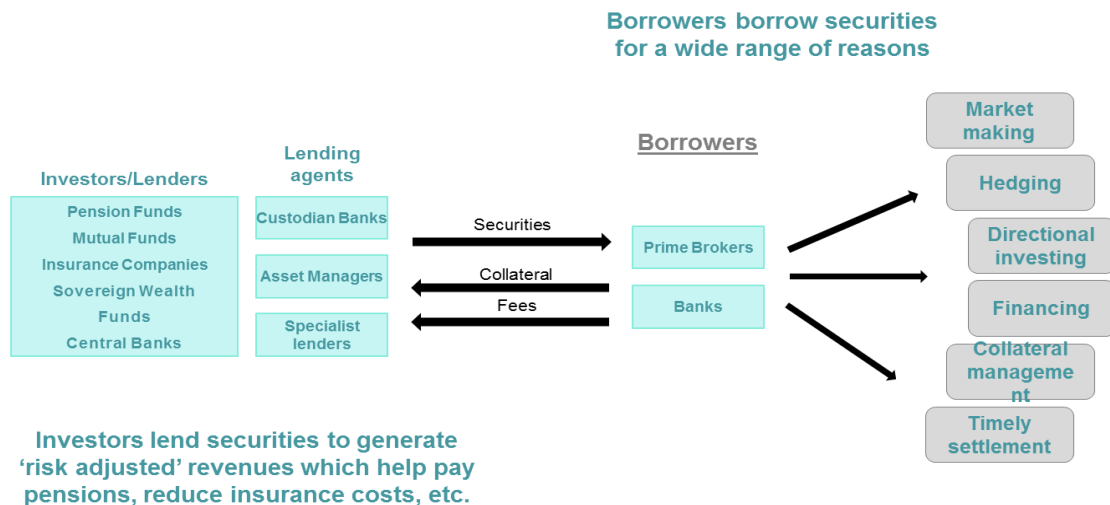 Borrowers borrow securities
for a wide range of reasons
Investors/Lenders
Pension Funds
Mutual Funds
Insurance Companies
Sovereign Wealth
Funds
Central Banks
Lending
agents
Custodian Banks
Asset Managers
Specialist
lenders
Securities
Collateral
Fees
Borrowers
Prime Brokers
Banks
Market
making
Hedging
Directional
investing
Financing
Collateral
manageme
nt
Timely
settlement
Investors lend securities to generate
‘risk adjusted’ revenues which help pay
pensions, reduce insurance costs, etc.